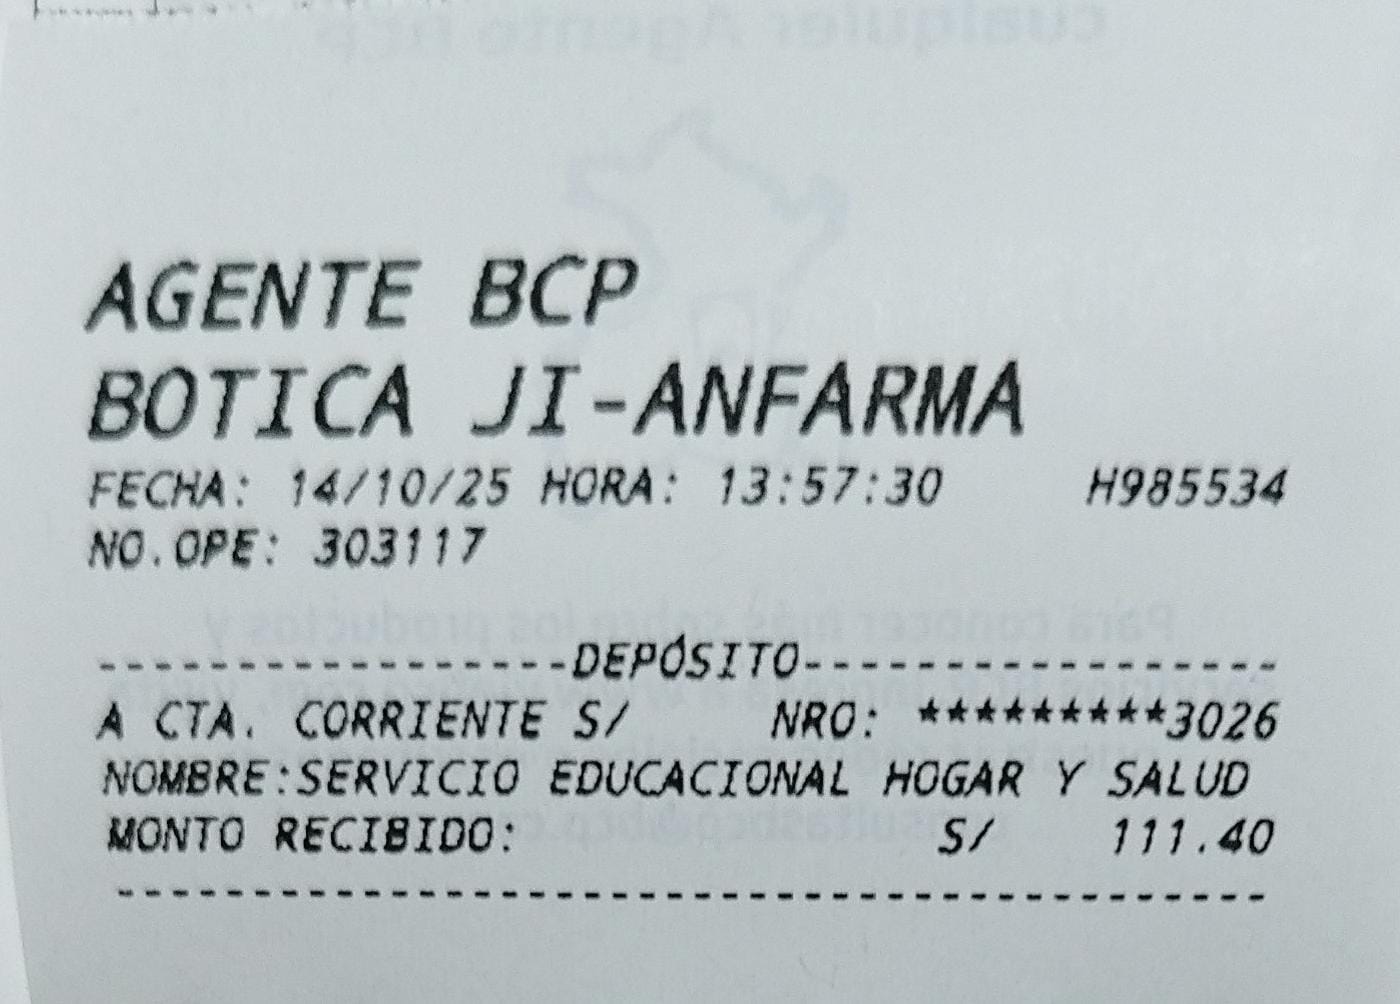 AGENTE BCP
BOTICA JI-ANFARMA
FECHA: 14/10/25 HORA: 13:57:30 H985534
NO.OPE: 303117
-----------------DEPÓSITO-----------------
A CTA. CORRIENTE S/ NRO: *********3026
NOMBRE:SERVICIO EDUCACIONAL HOGAR Y SALUD
MONTO RECIBIDO: S/ 111.40
-----------------------------------------